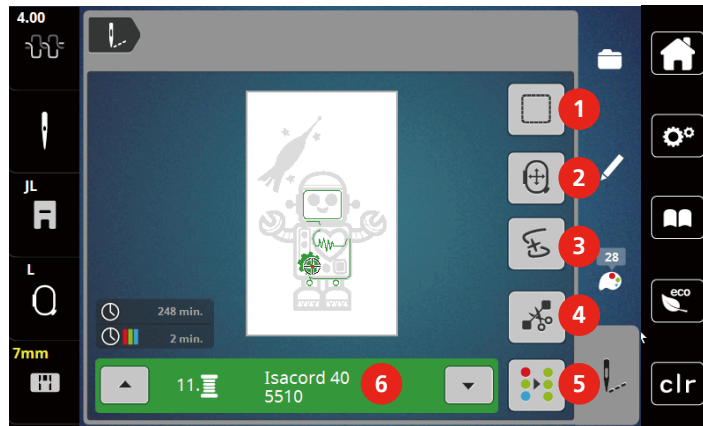 4.00
JL
L
7mm
1
2
3
4
5
6
248 min.
2 min.
11.
Isacord 40
5510
28
eco
clr